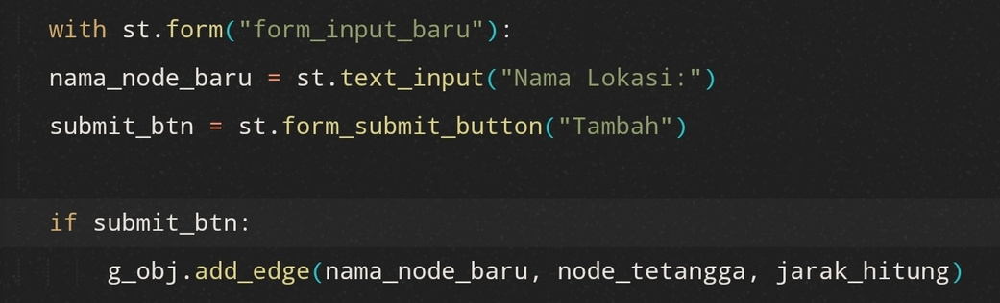 with st.form("form_input_baru"):
nama_node_baru = st.text_input("Nama Lokasi:")
submit_btn = st.form_submit_button("Tambah")
if submit_btn:
    g_obj.add_edge(nama_node_baru, node_tetangga, jarak_hitung)